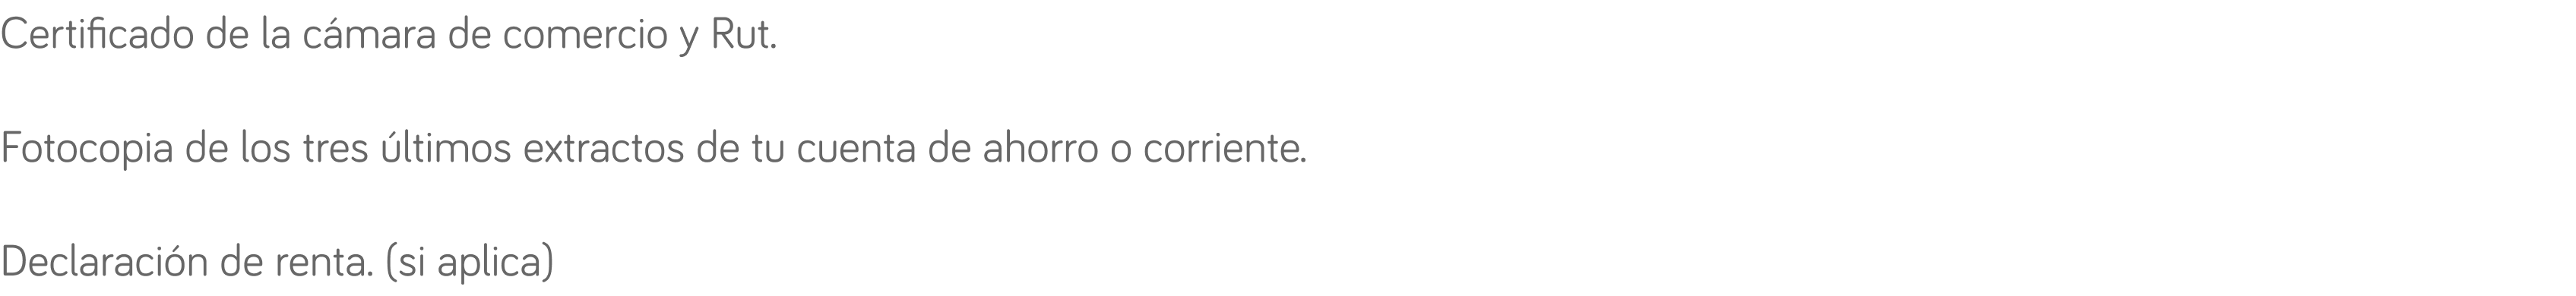 Certificado de la cámara de comercio y Rut.
Fotocopia de los tres últimos extractos de tu cuenta de ahorro o corriente.
Declaración de renta. (si aplica)